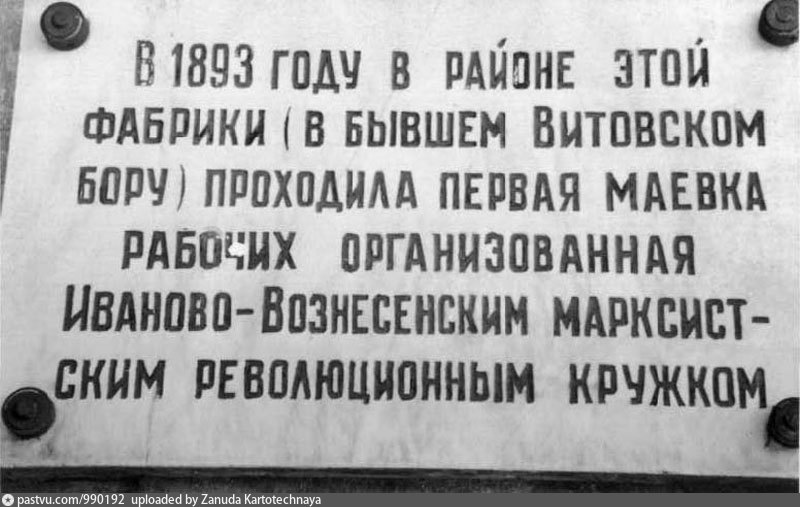 В 1893 ГОДУ В РАЙОНЕ ЭТОЙ
ФАБРИКИ (В БЫВШЕМ ВИТОВСКОМ
БОРУ) ПРОХОДИЛА ПЕРВАЯ МАЕВКА
РАБОЧИХ ОРГАНИЗОВАННАЯ
ИВАНОВО-ВОЗНЕСЕНСКИМ МАРКСИСТ-
СКИМ РЕВОЛЮЦИОННЫМ КРУЖКОМ
pastvu.com/990192 uploaded by Zanuda Kartotechnaya